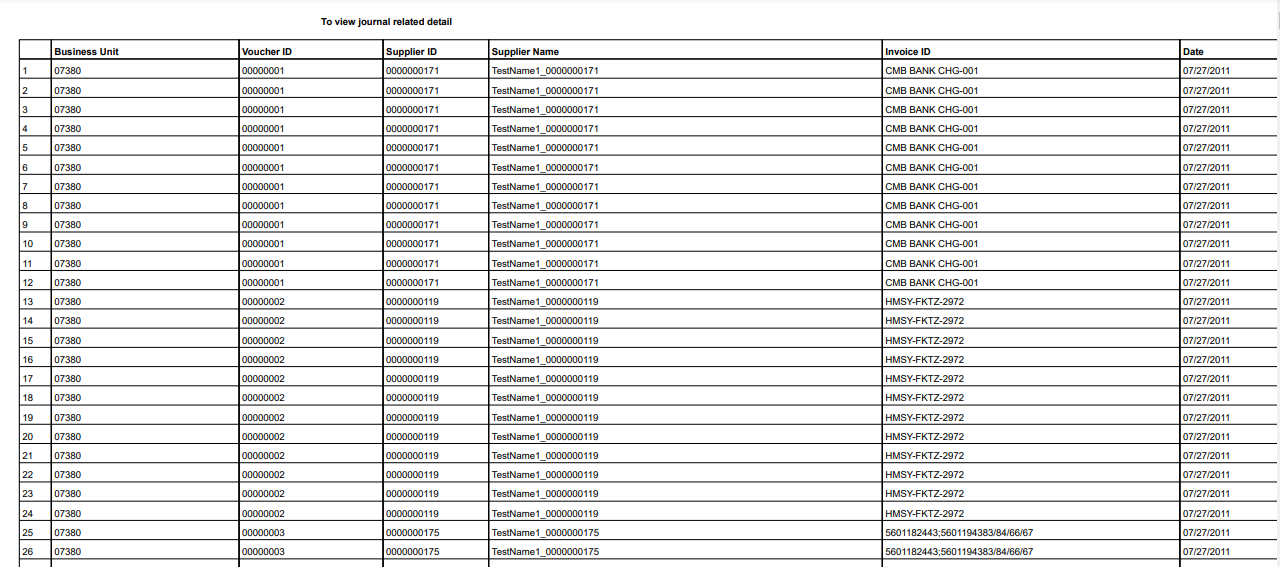 To view journal related detail
Business Unit Voucher ID Supplier ID Supplier Name Invoice ID Date
1 07380 00000001 0000000171 TestName1_0000000171 CMB BANK CHG-001 07/27/2011
2 07380 00000001 0000000171 TestName1_0000000171 CMB BANK CHG-001 07/27/2011
3 07380 00000001 0000000171 TestName1_0000000171 CMB BANK CHG-001 07/27/2011
4 07380 00000001 0000000171 TestName1_0000000171 CMB BANK CHG-001 07/27/2011
5 07380 00000001 0000000171 TestName1_0000000171 CMB BANK CHG-001 07/27/2011
6 07380 00000001 0000000171 TestName1_0000000171 CMB BANK CHG-001 07/27/2011
7 07380 00000001 0000000171 TestName1_0000000171 CMB BANK CHG-001 07/27/2011
8 07380 00000001 0000000171 TestName1_0000000171 CMB BANK CHG-001 07/27/2011
9 07380 00000001 0000000171 TestName1_0000000171 CMB BANK CHG-001 07/27/2011
10 07380 00000001 0000000171 TestName1_0000000171 CMB BANK CHG-001 07/27/2011
11 07380 00000001 0000000171 TestName1_0000000171 CMB BANK CHG-001 07/27/2011
12 07380 00000001 0000000171 TestName1_0000000171 CMB BANK CHG-001 07/27/2011
13 07380 00000002 0000000119 TestName1_0000000119 HMSY-FKTZ-2972 07/27/2011
14 07380 00000002 0000000119 TestName1_0000000119 HMSY-FKTZ-2972 07/27/2011
15 07380 00000002 0000000119 TestName1_0000000119 HMSY-FKTZ-2972 07/27/2011
16 07380 00000002 0000000119 TestName1_0000000119 HMSY-FKTZ-2972 07/27/2011
17 07380 00000002 0000000119 TestName1_0000000119 HMSY-FKTZ-2972 07/27/2011
18 07380 00000002 0000000119 TestName1_0000000119 HMSY-FKTZ-2972 07/27/2011
19 07380 00000002 0000000119 TestName1_0000000119 HMSY-FKTZ-2972 07/27/2011
20 07380 00000002 0000000119 TestName1_0000000119 HMSY-FKTZ-2972 07/27/2011
21 07380 00000002 0000000119 TestName1_0000000119 HMSY-FKTZ-2972 07/27/2011
22 07380 00000002 0000000119 TestName1_0000000119 HMSY-FKTZ-2972 07/27/2011
23 07380 00000002 0000000119 TestName1_0000000119 HMSY-FKTZ-2972 07/27/2011
24 07380 00000002 0000000119 TestName1_0000000119 HMSY-FKTZ-2972 07/27/2011
25 07380 00000003 0000000175 TestName1_0000000175 5601182443;5601194383/84/66/67 07/27/2011
26 07380 00000003 0000000175 TestName1_0000000175 5601182443;5601194383/84/66/67 07/27/2011